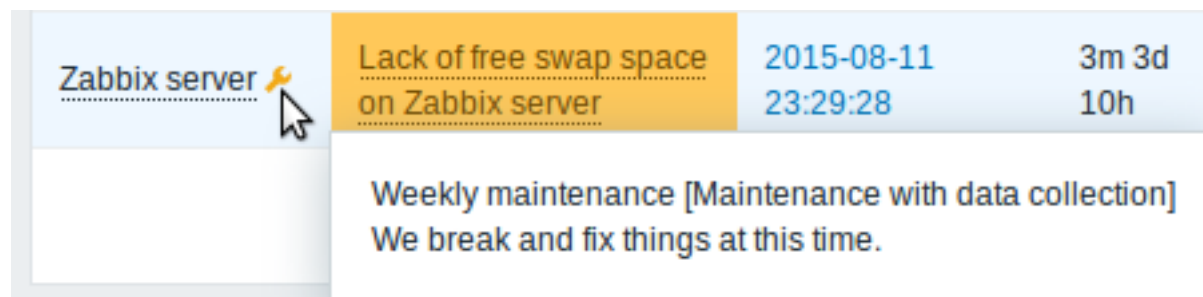 Zabbix server
Lack of free swap space
on Zabbix server
2015-08-11
23:29:28
3m 3d
10h
Weekly maintenance [Maintenance with data collection]
We break and fix things at this time.